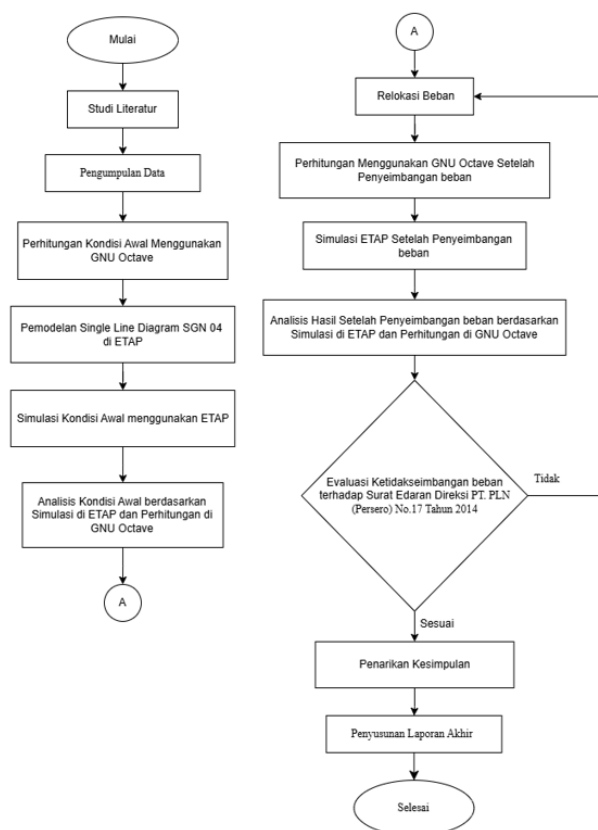 Mulai
Studi Literatur
Pengumpulan Data
Perhitungan Kondisi Awal Menggunakan
GNU Octave
Pemodelan Single Line Diagram SGN 04
di ETAP
Simulasi Kondisi Awal menggunakan ETAP
Analisis Kondisi Awal berdasarkan
Simulasi di ETAP dan Perhitungan di
GNU Octave
A
A
Relokasi Beban
Perhitungan Menggunakan GNU Octave Setelah
Penyeimbangan beban
Simulasi ETAP Setelah Penyeimbangan
beban
Analisis Hasil Setelah Penyeimbangan beban berdasarkan
Simulasi di ETAP dan Perhitungan di GNU Octave
Evaluasi Ketidakseimbangan beban
terhadap Surat Edaran Direksi PT. PLN
(Persero) No.17 Tahun 2014
Tidak
Sesuai
Penarikan Kesimpulan
Penyusunan Laporan Akhir
Selesai